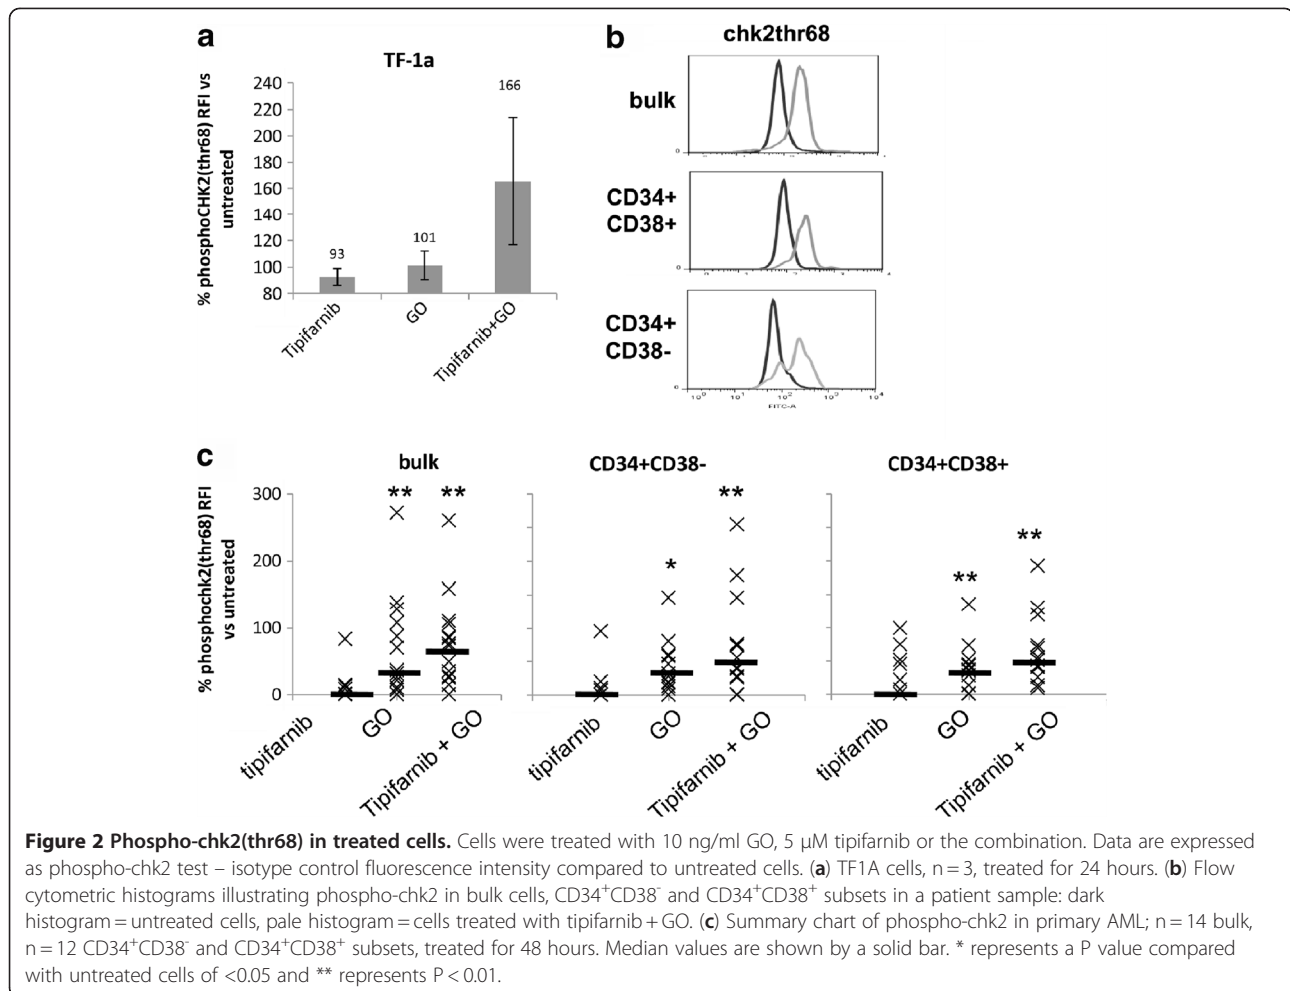 a
TF-1a
% phosphoCHK2(thr68) RFI vs
untreated
240
220
200
180
160
140
120
100
80
93
101
166
Tipifarnib
GO
Tipifarnib+GO
b
chk2thr68
bulk
CD34+
CD38+
CD34+
CD38-
0
0
0
10⁰ 10¹ 10² 10³ 10⁴
FITC-A
c
% phosphochk2(thr68) RFI
vs untreated
300
200
100
0
bulk
** **
tipifarnib
GO
Tipifarnib + GO
CD34+CD38-
* **
tipifarnib
GO
Tipifarnib + GO
CD34+CD38+
** **
tipifarnib
GO
Tipifarnib + GO
Figure 2 Phospho-chk2(thr68) in treated cells. Cells were treated with 10 ng/ml GO, 5 μM tipifarnib or the combination. Data are expressed
as phospho-chk2 test – isotype control fluorescence intensity compared to untreated cells. (a) TF1A cells, n = 3, treated for 24 hours. (b) Flow
cytometric histograms illustrating phospho-chk2 in bulk cells, CD34⁺CD38⁻ and CD34⁺CD38⁺ subsets in a patient sample: dark
histogram = untreated cells, pale histogram = cells treated with tipifarnib + GO. (c) Summary chart of phospho-chk2 in primary AML; n = 14 bulk,
n = 12 CD34⁺CD38⁻ and CD34⁺CD38⁺ subsets, treated for 48 hours. Median values are shown by a solid bar. * represents a P value compared
with untreated cells of <0.05 and ** represents P < 0.01.